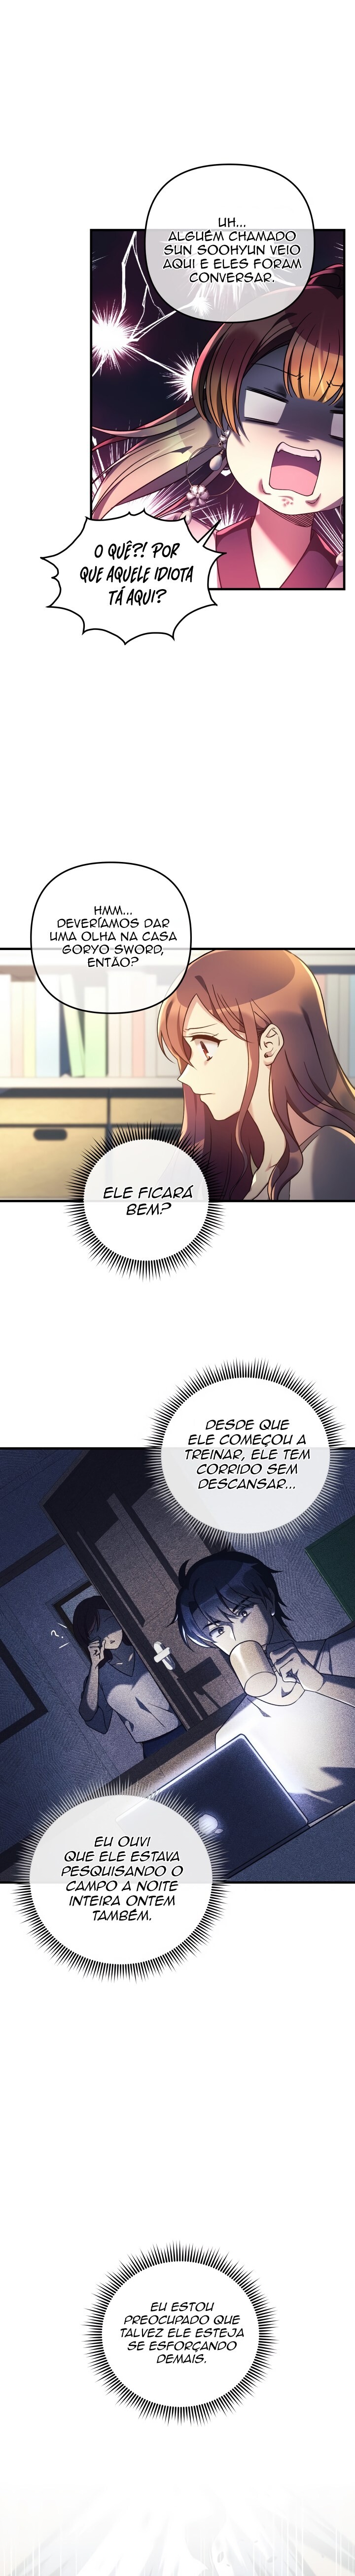 UH...
ALGUÉM CHAMADO
SUN SOOHYUN VEIO
AQUI E ELES FORAM
CONVERSAR.
O QUÊ?! POR
QUE AQUELE IDIOTA
TÁ AQUI?
HMM...
DEVERÍAMOS DAR
UMA OLHA NA CASA
GORYO SWORD,
ENTÃO?
ELE FICARÁ
BEM?
DESDE QUE
ELE COMEÇOU A
TREINAR, ELE TEM
CORRIDO SEM
DESCANSAR...
?
EU OUVI
QUE ELE ESTAVA
PESQUISANDO O
CAMPO A NOITE
INTEIRA ONTEM
TAMBÉM.
EU ESTOU
PREOCUPADO QUE
TALVEZ ELE ESTEJA
SE ESFORÇANDO
DEMAIS.